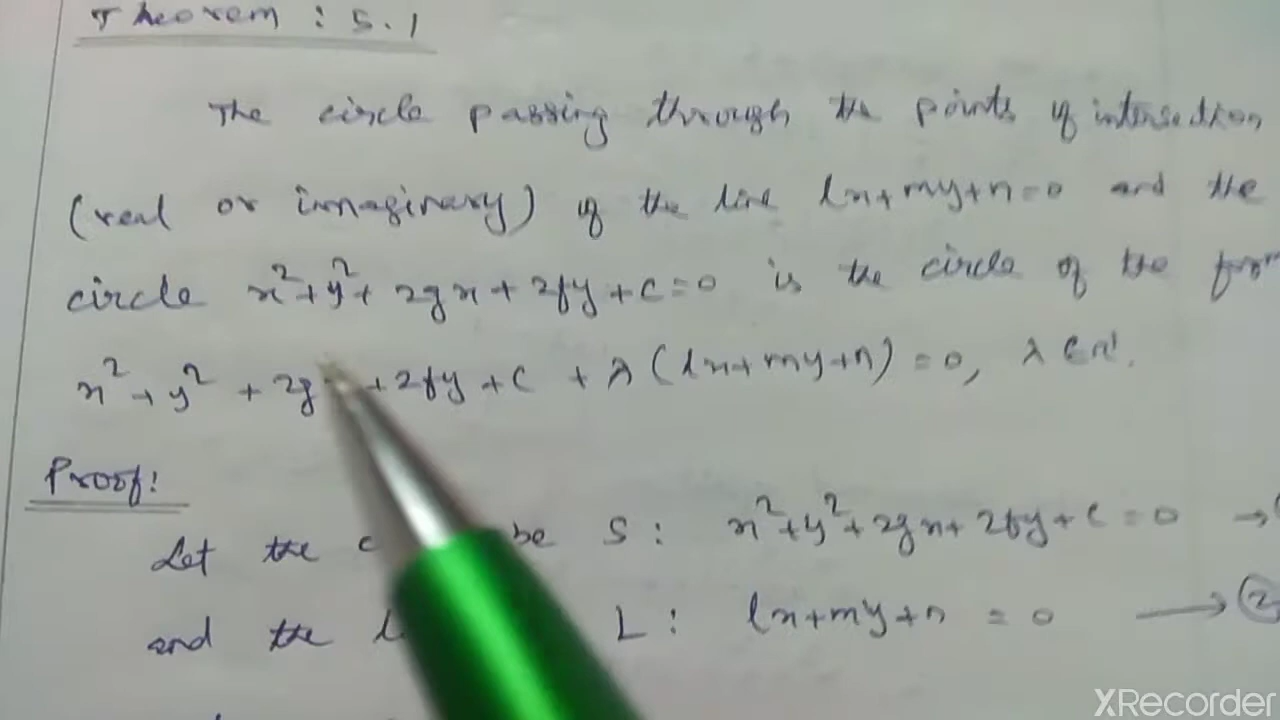 Theorem : 5.1
The circle passing through the points of intersection
(real or immaginary) of the line lx+my+n=0 and the
circle x²+y²+2gx+2fy+c=0 is the circle of the form
x²+y²+2gx+2fy+c+λ(lx+my+n)=0, λ∈
Proof:
Let the be S: x²+y²+2gx+2fy+c=0 →
and the L: lx+my+n=0 → ②
XRecorder